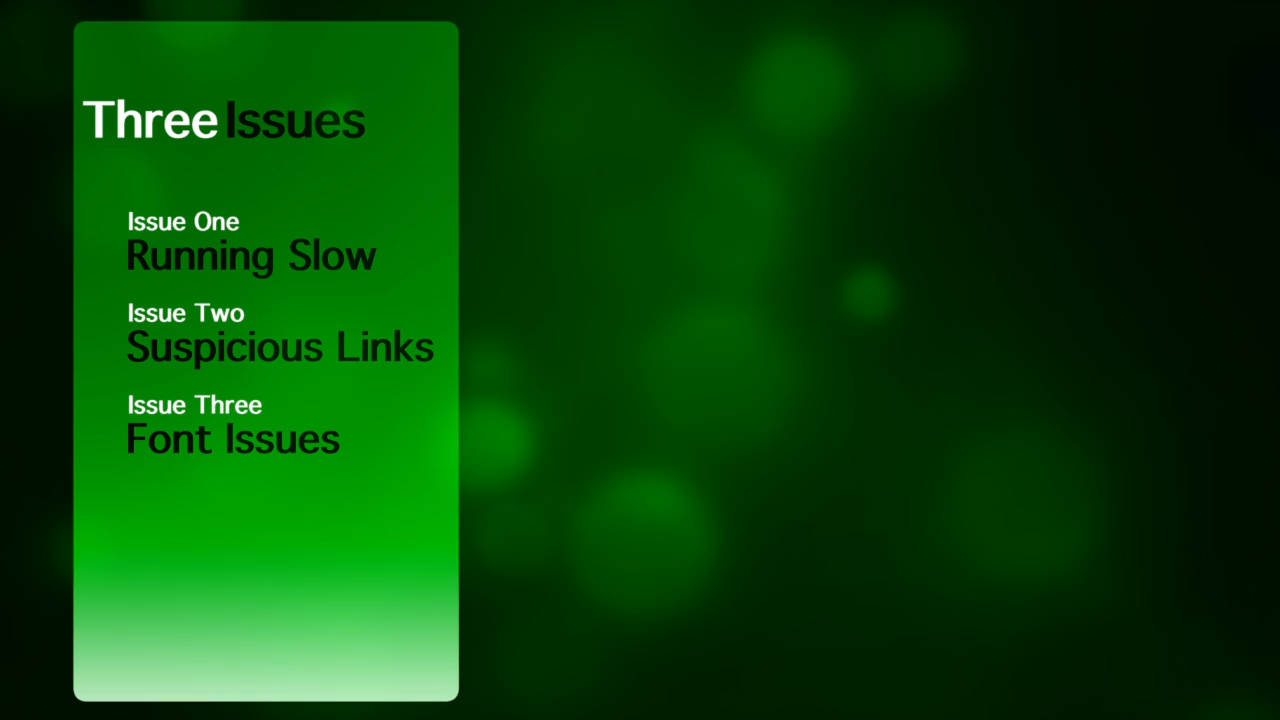 Three Issues
Issue One
Running Slow
Issue Two
Suspicious Links
Issue Three
Font Issues